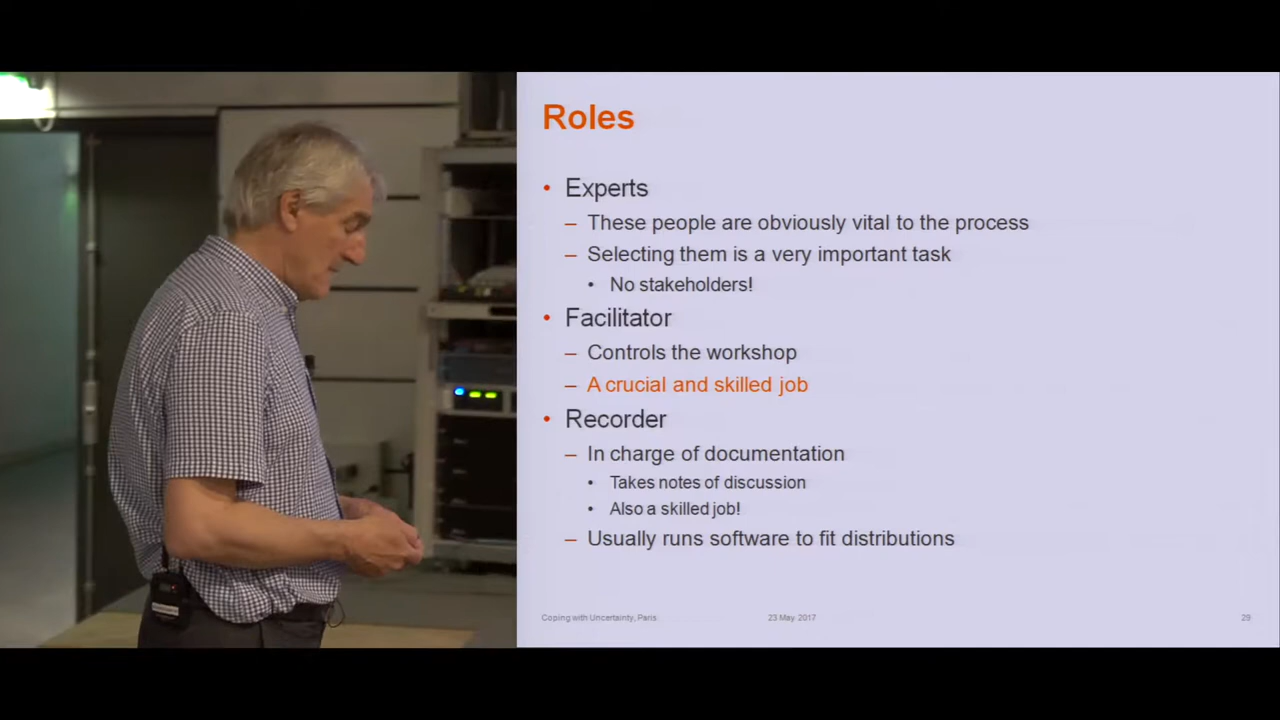 Roles
• Experts
– These people are obviously vital to the process
– Selecting them is a very important task
• No stakeholders!
• Facilitator
– Controls the workshop
– A crucial and skilled job
• Recorder
– In charge of documentation
• Takes notes of discussion
• Also a skilled job!
– Usually runs software to fit distributions
Coping with Uncertainty, Paris
23 May 2017
29